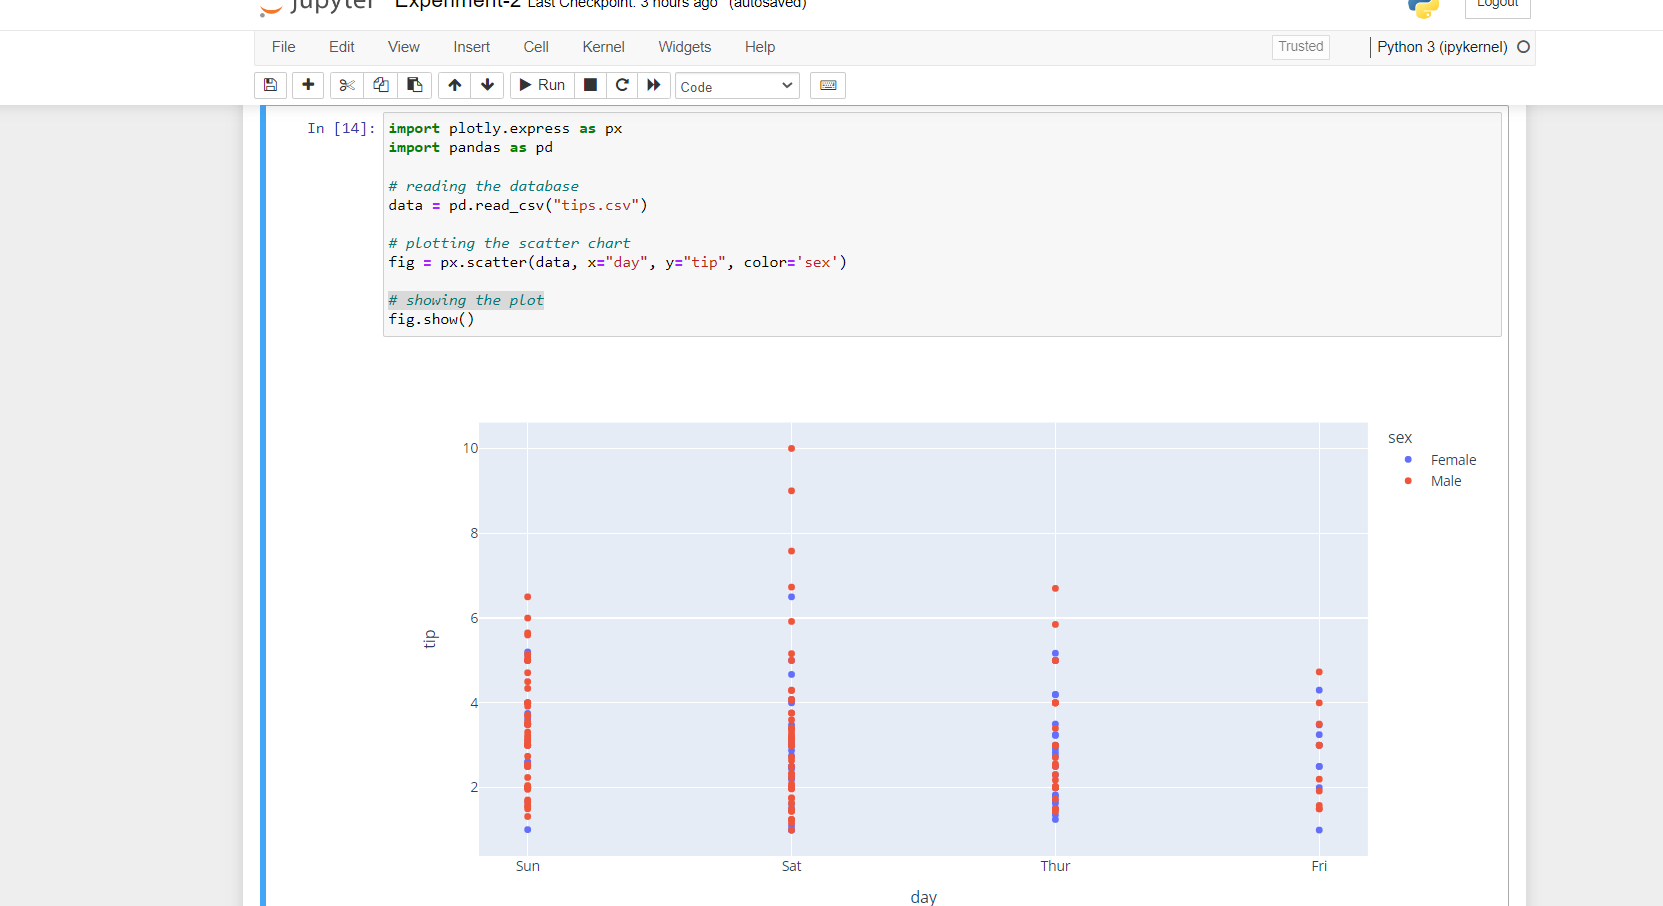 jupyter Experiment-2 Last Checkpoint: 3 hours ago (autosaved)
Logout
File Edit View Insert Cell Kernel Widgets Help
Trusted
Python 3 (ipykernel)
Run
Code
In [14]:
import plotly.express as px
import pandas as pd
# reading the database
data = pd.read_csv("tips.csv")
# plotting the scatter chart
fig = px.scatter(data, x="day", y="tip", color='sex')
# showing the plot
fig.show()
sex
Female
Male
10
8
6
4
2
tip
Sun Sat Thur Fri
day